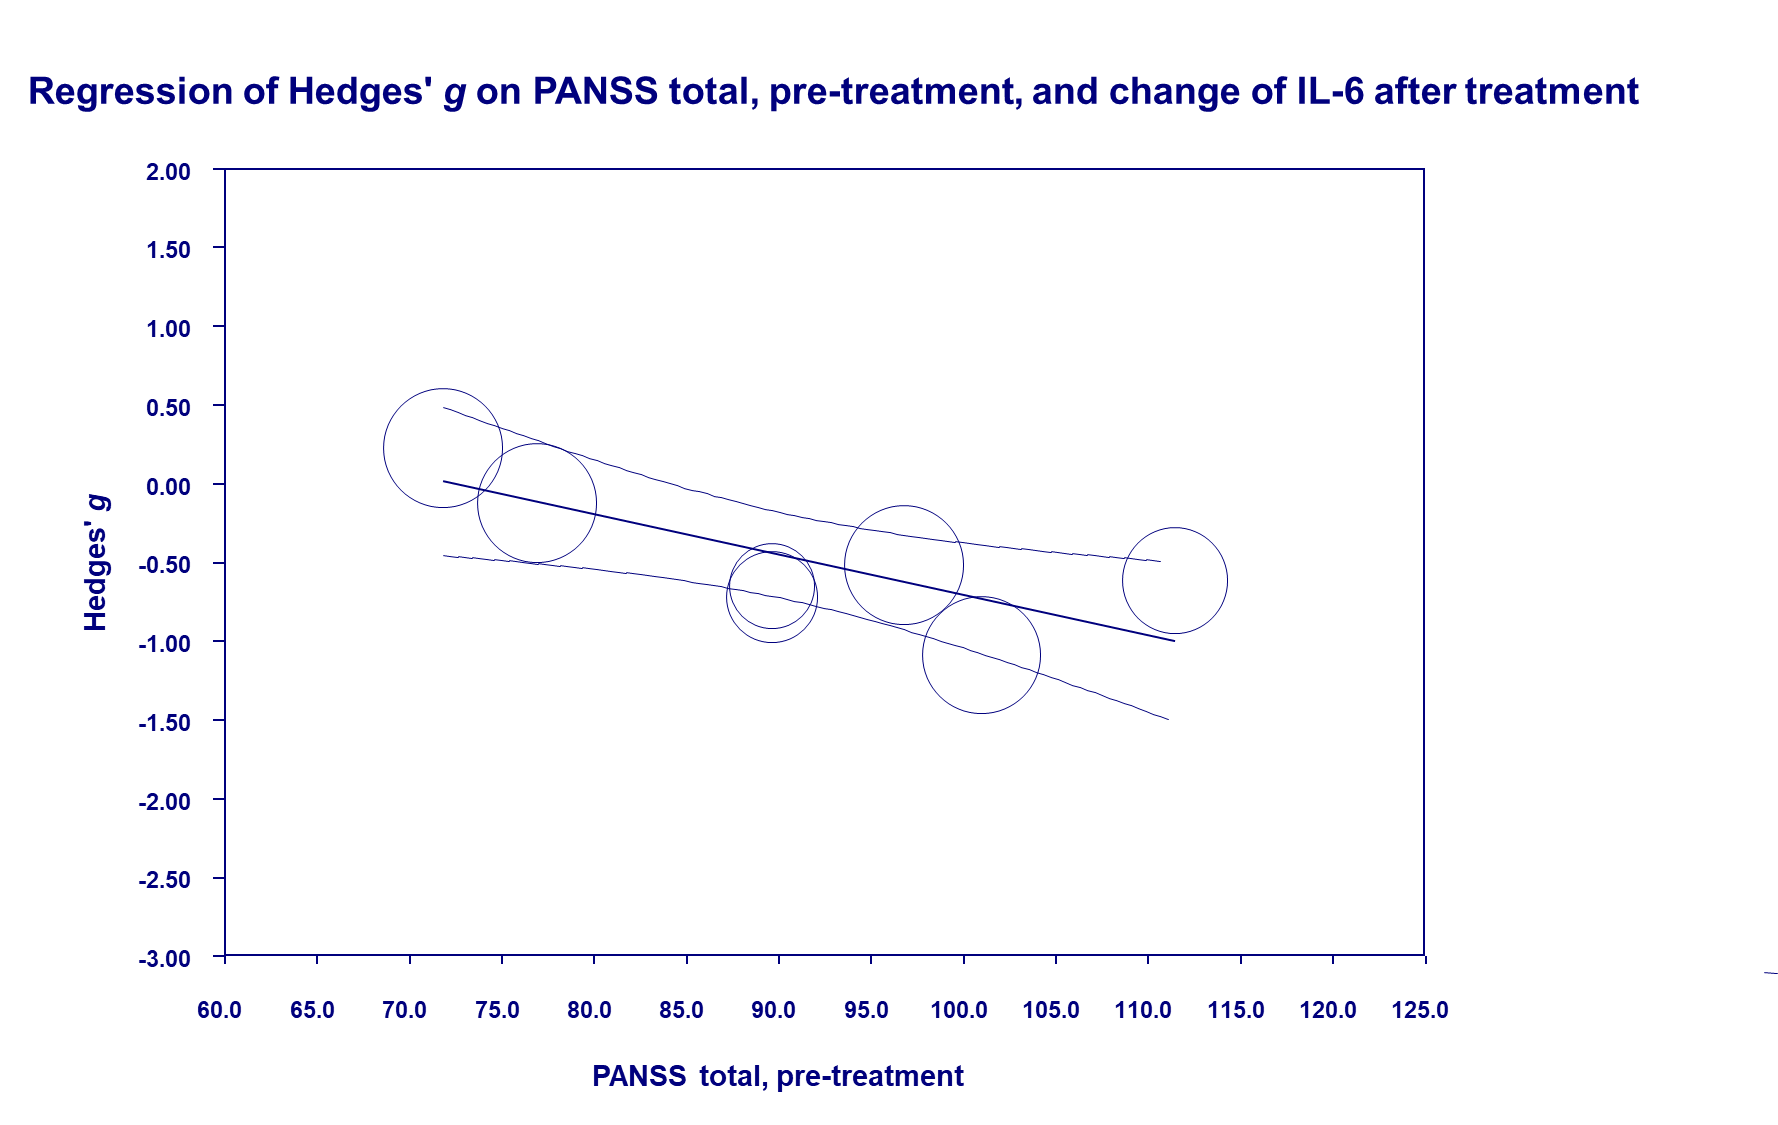 Regression of Hedges' g on PANSS total, pre-treatment, and change of IL-6 after treatment
2.00
1.50
1.00
0.50
0.00
-0.50
-1.00
-1.50
-2.00
-2.50
-3.00
Hedges' g
60.0 65.0 70.0 75.0 80.0 85.0 90.0 95.0 100.0 105.0 110.0 115.0 120.0 125.0
PANSS total, pre-treatment